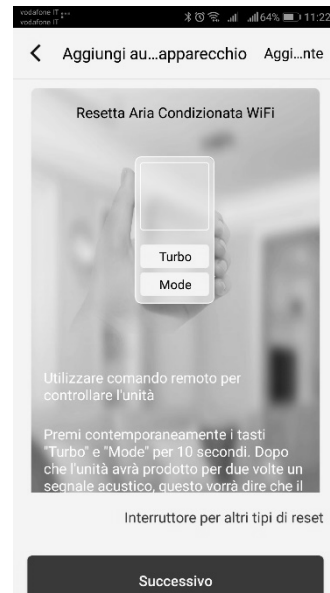 vodafone IT
vodafone IT
64% 11:22
Aggiungi au...apparecchio Aggi...nte
Resetta Aria Condizionata WiFi
Turbo
Mode
Utilizzare comando remoto per
controllare l'unità
Premi contemporaneamente i tasti
"Turbo" e "Mode" per 10 secondi. Dopo
che l'unità avrà prodotto per due volte un
segnale acustico, questo vorrà dire che il
Interruttore per altri tipi di reset
Successivo